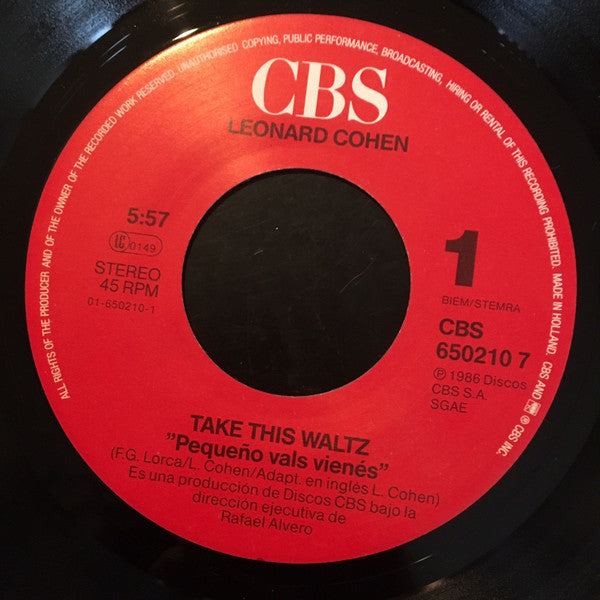 ALL RIGHTS OF THE PRODUCER AND OF THE OWNER OF THE RECORDED WORK RESERVED. UNAUTHORISED COPYING, PUBLIC PERFORMANCE, BROADCASTING, HIRING OR RENTAL OF THIS RECORDING PROHIBITED. MADE IN HOLLAND. CBS AND ® CBS INC.
CBS
LEONARD COHEN
5:57
LC 0149
STEREO
45 RPM
01-650210-1
1
BIEM/STEMRA
CBS
650210 7
℗ 1986 Discos
CBS S.A.
SGAE
TAKE THIS WALTZ
"Pequeño vals vienés"
(F.G. Lorca/L. Cohen/Adapt. en inglés L. Cohen)
Es una producción de Discos CBS bajo la
dirección ejecutiva de
Rafael Alvero